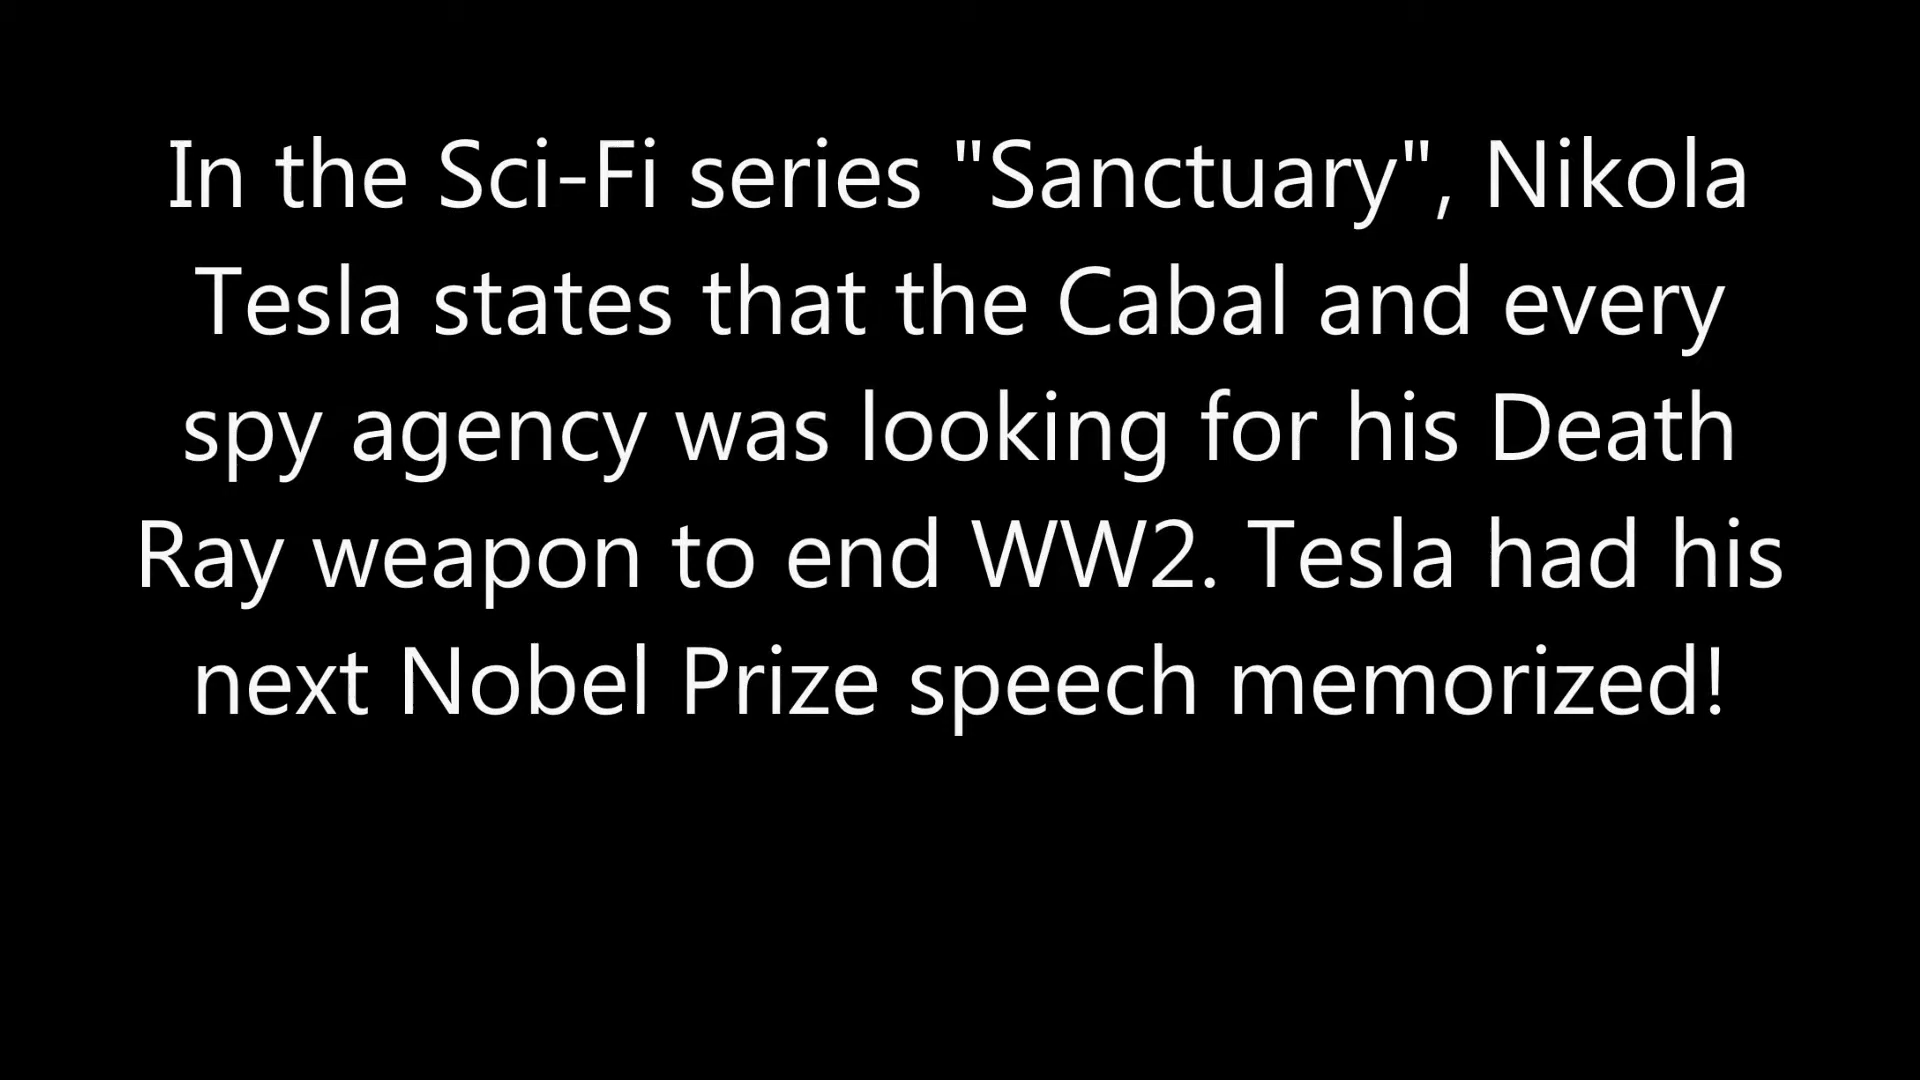 In the Sci-Fi series "Sanctuary", Nikola
Tesla states that the Cabal and every
spy agency was looking for his Death
Ray weapon to end WW2. Tesla had his
next Nobel Prize speech memorized!